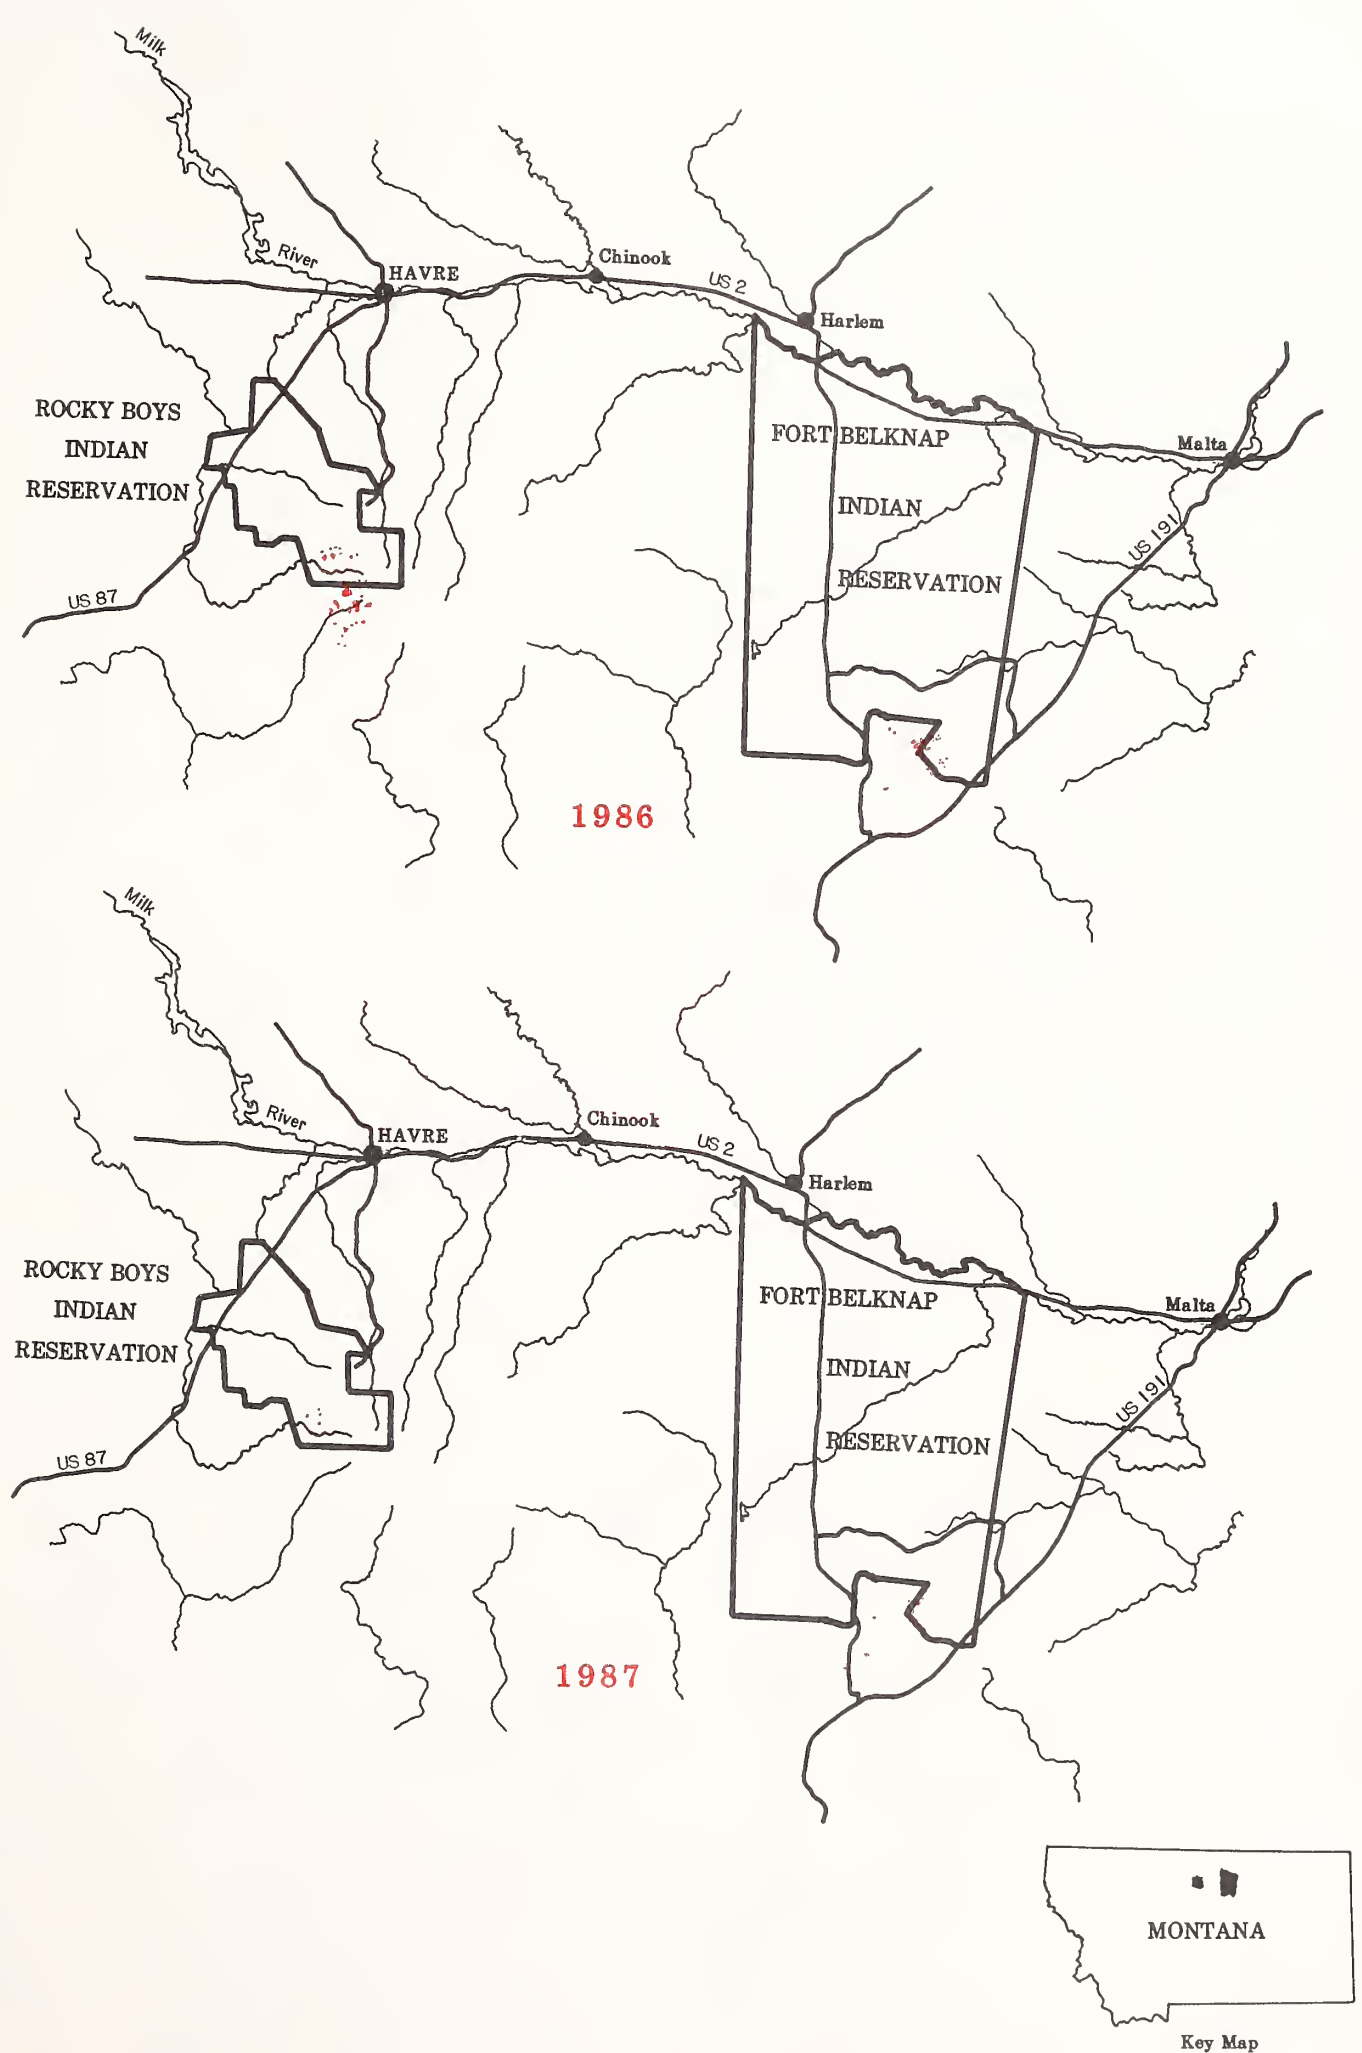 Milk
River
HAVRE
Chinook
US 2
Harlem
ROCKY BOYS
INDIAN
RESERVATION
FORT BELKNAP
INDIAN
RESERVATION
Malta
US 191
US 87
1986
Milk
River
HAVRE
Chinook
US 2
Harlem
ROCKY BOYS
INDIAN
RESERVATION
FORT BELKNAP
INDIAN
RESERVATION
Malta
US 191
US 87
1987
MONTANA
Key Map